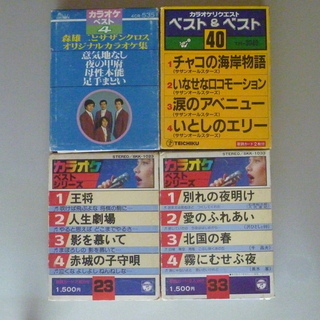 カラオケ
ベスト
4
森雄二とサザンクロス
オリジナルカラオケ集
意気地なし
夜の甲府
母性本能
足手まとい
カラオケリクエスト
ベスト&ベスト
40
1 チャコの海岸物語
(サザンオールスターズ)
2 いなせなロコモーション
(サザンオールスターズ)
3 涙のアベニュー
(サザンオールスターズ)
4 いとしのエリー
(サザンオールスターズ)
TEICHIKU
カラオケ
ベスト
シリーズ
1 王将
2 人生劇場
3 影を慕いて
4 赤城の子守唄
1,500円
23
カラオケ
ベスト
シリーズ
1 別れの夜明け
2 愛のふれあい
3 北国の春
4 霧にむせぶ夜
1,500円
33